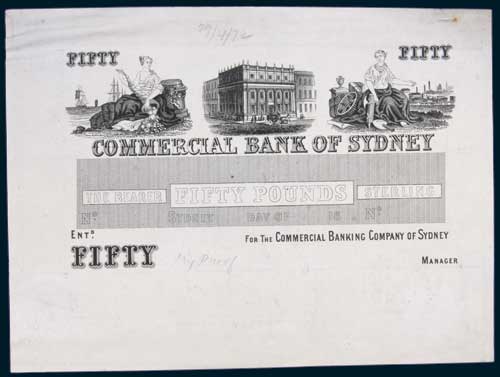 FIFTY FIFTY
COMMERCIAL BANK OF SYDNEY
THE BEARER FIFTY POUNDS STERLING
Nº SYDNEY DAY OF 18 Nº
ENTD. FOR THE COMMERCIAL BANKING COMPANY OF SYDNEY
FIFTY
MANAGER